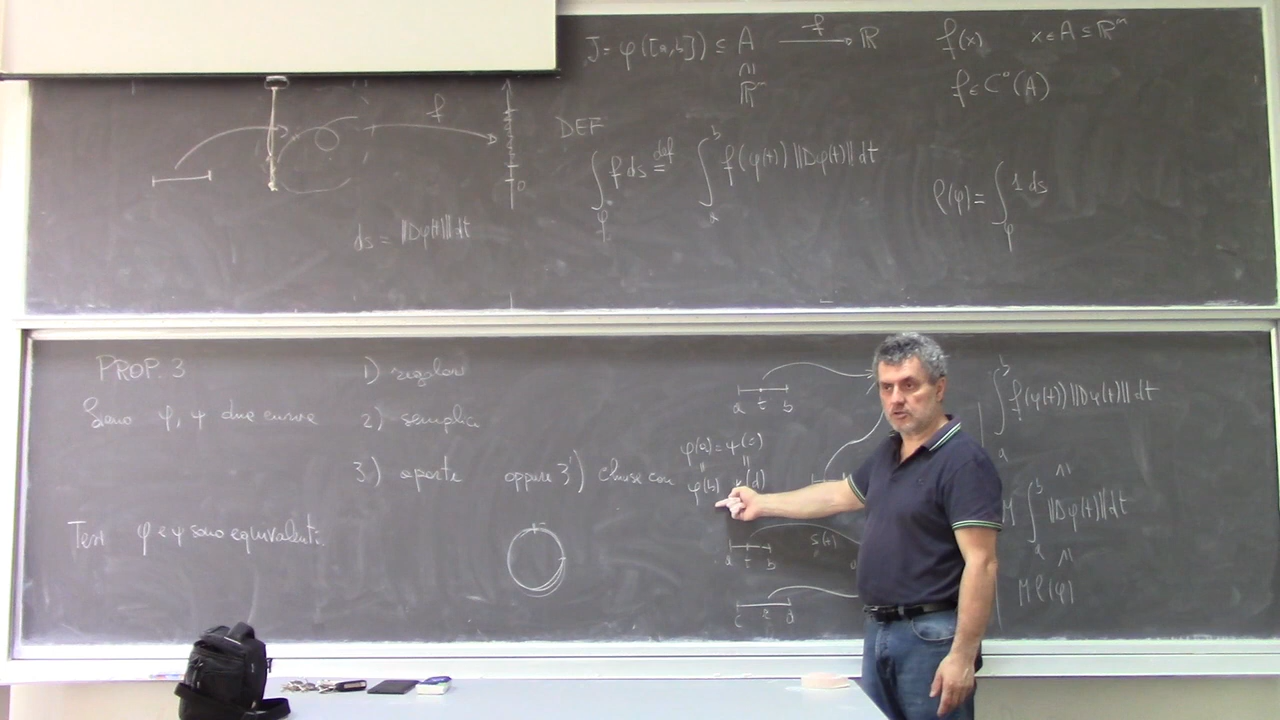 J = φ([a,b]) ⊆ A —f→ ℝ
∩|
ℝⁿ
f(x) x∈A⊆ℝⁿ
f∈C°(A)
f
0
ds = ||Dφ(t)||dt
DEF
∫_φ f ds def= ∫_a^b f(φ(t)) ||Dφ(t)|| dt
ℓ(φ) = ∫_φ 1 ds
PROP. 3
Siano φ, ψ due curve
1) regolari
2) semplici
3) aperte oppure 3') chiuse con
φ(a)=ψ(c)
φ(b) ψ(d)
Tesi φ e ψ sono equivalenti.
a t b
a t b
s(t)
c d
∫_a^b f(φ(t)) ||Dφ(t)|| dt
∧|
M ∫_a^b ||Dφ(t)|| dt
∧|
M ℓ(φ)